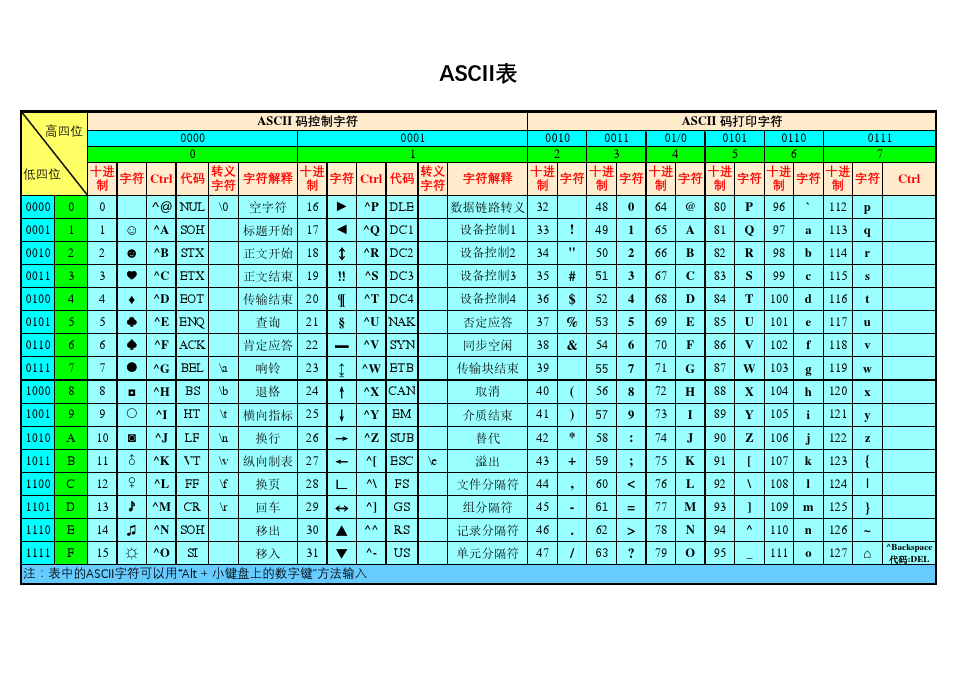 ASCII表
高四位
低四位
ASCII 码控制字符 ASCII 码打印字符
0000 0001 0010 0011 01/0 0101 0110 0111
0 1 2 3 4 5 6 7
十进制 字符 Ctrl 代码 转义字符 字符解释 十进制 字符 Ctrl 代码 转义字符 字符解释 十进制 字符 十进制 字符 十进制 字符 十进制 字符 十进制 字符 十进制 字符 Ctrl
0000 0 0 ^@ NUL \0 空字符 16 ► ^P DLE 数据链路转义 32 48 0 64 @ 80 P 96 ` 112 p
0001 1 1 ☺ ^A SOH 标题开始 17 ◄ ^Q DC1 设备控制1 33 ! 49 1 65 A 81 Q 97 a 113 q
0010 2 2 ☻ ^B STX 正文开始 18 ↕ ^R DC2 设备控制2 34 " 50 2 66 B 82 R 98 b 114 r
0011 3 3 ♥ ^C ETX 正文结束 19 ‼ ^S DC3 设备控制3 35 # 51 3 67 C 83 S 99 c 115 s
0100 4 4 ♦ ^D EOT 传输结束 20 ¶ ^T DC4 设备控制4 36 $ 52 4 68 D 84 T 100 d 116 t
0101 5 5 ♣ ^E ENQ 查询 21 § ^U NAK 否定应答 37 % 53 5 69 E 85 U 101 e 117 u
0110 6 6 ♠ ^F ACK 肯定应答 22 ▬ ^V SYN 同步空闲 38 & 54 6 70 F 86 V 102 f 118 v
0111 7 7 ● ^G BEL \a 响铃 23 ↨ ^W ETB 传输块结束 39 55 7 71 G 87 W 103 g 119 w
1000 8 8 ◘ ^H BS \b 退格 24 ↑ ^X CAN 取消 40 ( 56 8 72 H 88 X 104 h 120 x
1001 9 9 ○ ^I HT \t 横向指标 25 ↓ ^Y EM 介质结束 41 ) 57 9 73 I 89 Y 105 i 121 y
1010 A 10 ◙ ^J LF \n 换行 26 → ^Z SUB 替代 42 * 58 : 74 J 90 Z 106 j 122 z
1011 B 11 ♂ ^K VT \v 纵向制表 27 ← ^[ ESC \e 溢出 43 + 59 ; 75 K 91 [ 107 k 123 {
1100 C 12 ♀ ^L FF \f 换页 28 ∟ ^\ FS 文件分隔符 44 , 60 < 76 L 92 \ 108 l 124 |
1101 D 13 ♪ ^M CR \r 回车 29 ↔ ^] GS 组分隔符 45 - 61 = 77 M 93 ] 109 m 125 }
1110 E 14 ♫ ^N SOH 移出 30 ▲ ^^ RS 记录分隔符 46 . 62 > 78 N 94 ^ 110 n 126 ~
1111 F 15 ☼ ^O SI 移入 31 ▼ ^- US 单元分隔符 47 / 63 ? 79 O 95 _ 111 o 127 ⌂ ^Backspace 代码:DEL
注：表中的ASCII字符可以用“Alt + 小键盘上的数字键”方法输入